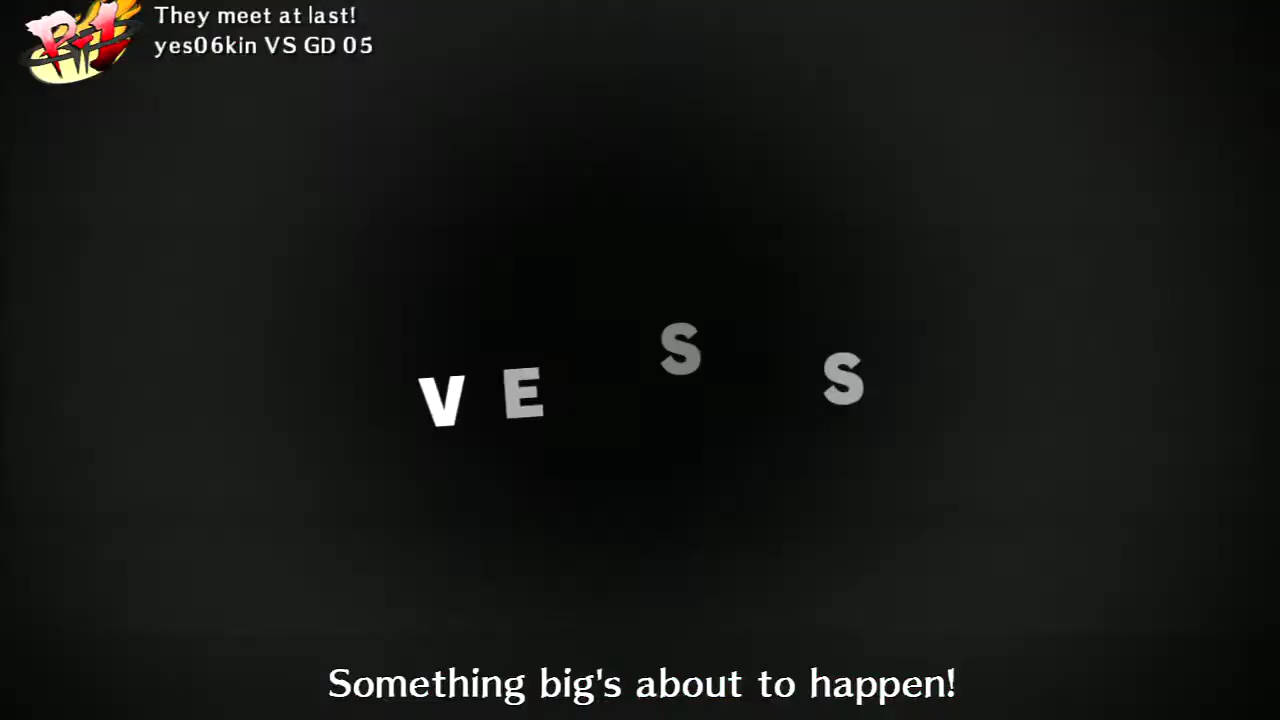 They meet at last!
yes06kin VS GD 05
V E S S
Something big's about to happen!